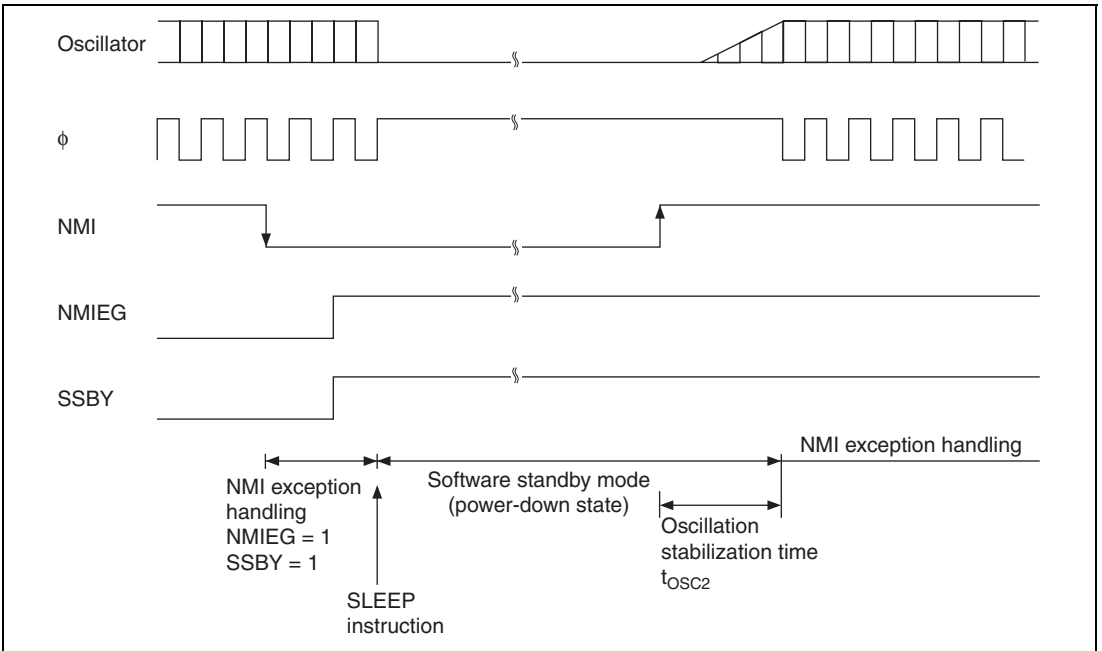 Oscillator
ϕ
NMI
NMIEG
SSBY
NMI exception handling
NMI exception
handling
NMIEG = 1
SSBY = 1
Software standby mode
(power-down state)
Oscillation
stabilization time
tOSC2
SLEEP
instruction